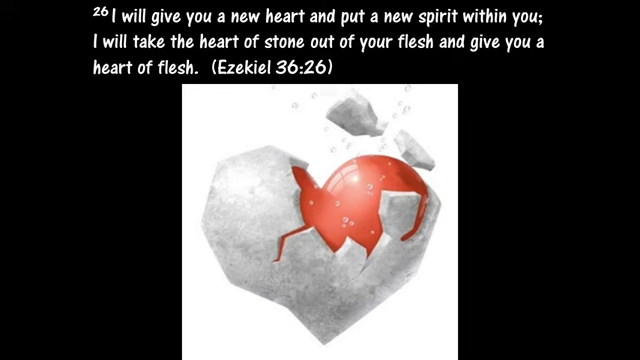 26 I will give you a new heart and put a new spirit within you;
I will take the heart of stone out of your flesh and give you a
heart of flesh. (Ezekiel 36:26)